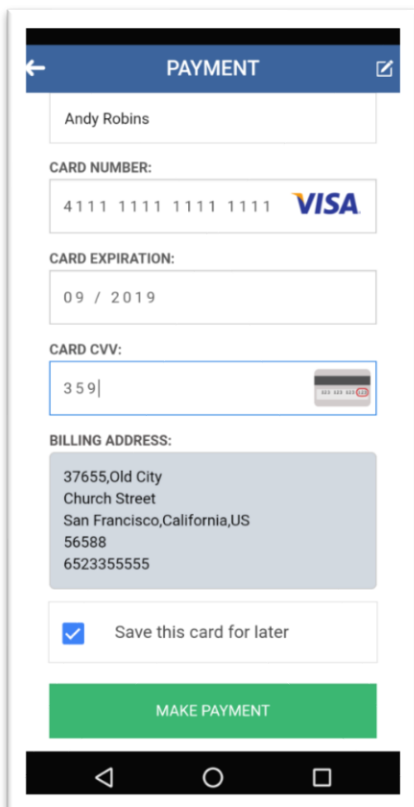 PAYMENT
Andy Robins
CARD NUMBER:
4111 1111 1111 1111 VISA
CARD EXPIRATION:
09 / 2019
CARD CVV:
359
BILLING ADDRESS:
37655,Old City
Church Street
San Francisco,California,US
56588
6523355555
Save this card for later
MAKE PAYMENT